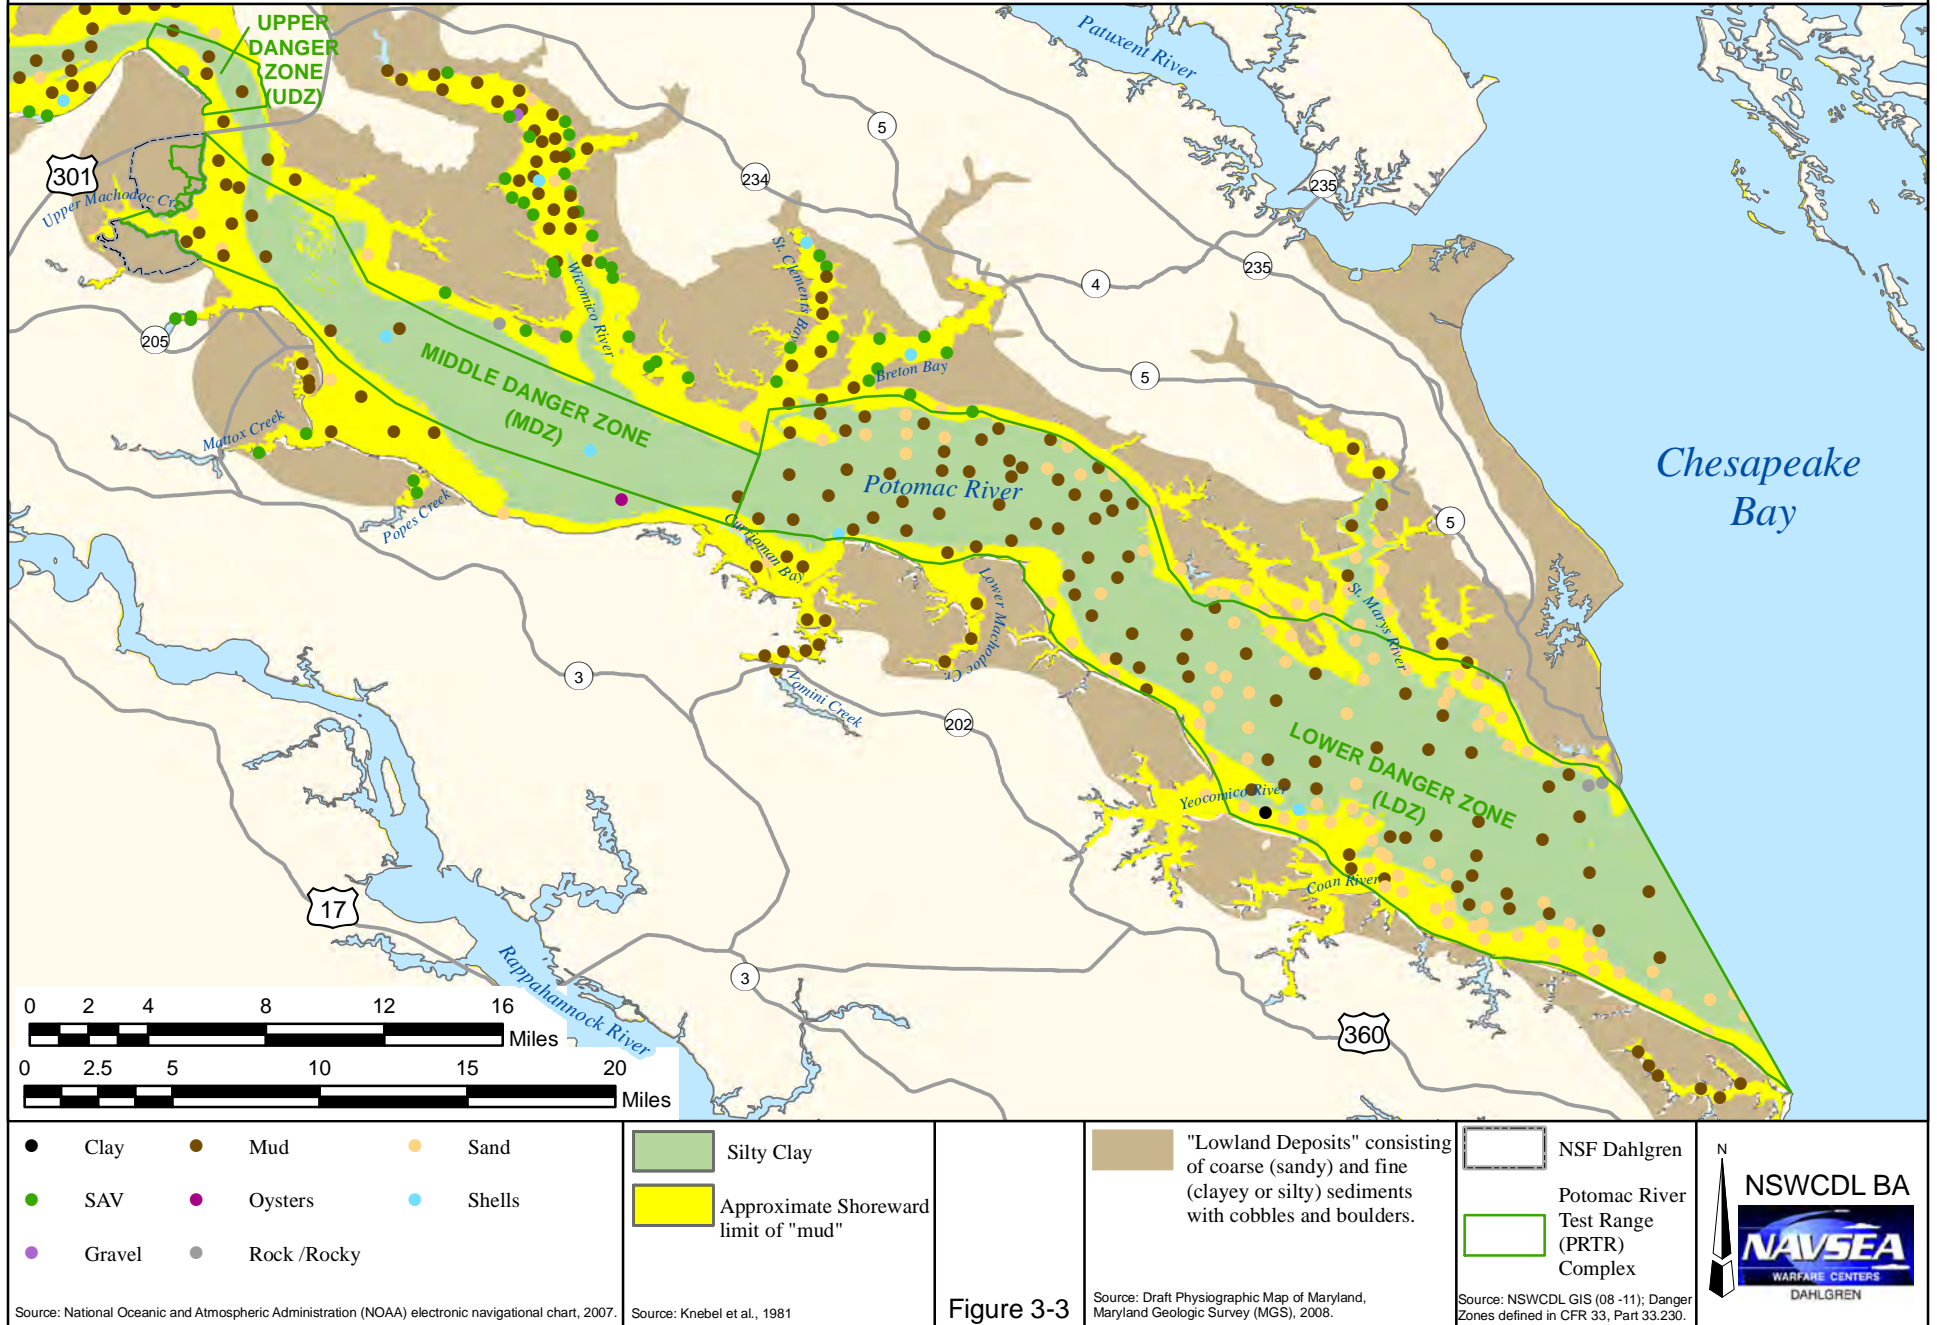 UPPER
DANGER
ZONE
(UDZ)
Patuxent River
5
301
234
235
Upper Machodoc Cr.
St. Clements Bay
235
Wicomico River
4
205
MIDDLE DANGER ZONE
(MDZ)
Breton Bay
5
Mattox Creek
Chesapeake
Bay
Potomac River
Popes Creek
Currioman Bay
5
Lower Machodoc Cr.
St. Marys River
3
Nomini Creek
202
LOWER DANGER ZONE
(LDZ)
Yeocomico River
Coan River
17
Rappahannock River
3
360
0 2 4 8 12 16
Miles
0 2.5 5 10 15 20
Miles
Clay
Mud
Sand
SAV
Oysters
Shells
Gravel
Rock /Rocky
Source: National Oceanic and Atmospheric Administration (NOAA) electronic navigational chart, 2007.
Silty Clay
Approximate Shoreward
limit of "mud"
Source: Knebel et al., 1981
Figure 3-3
"Lowland Deposits" consisting
of coarse (sandy) and fine
(clayey or silty) sediments
with cobbles and boulders.
Source: Draft Physiographic Map of Maryland,
Maryland Geologic Survey (MGS), 2008.
NSF Dahlgren
Potomac River
Test Range
(PRTR)
Complex
Source: NSWCDL GIS (08 -11); Danger
Zones defined in CFR 33, Part 33.230.
N
NSWCDL BA
NAVSEA
WARFARE CENTERS
DAHLGREN